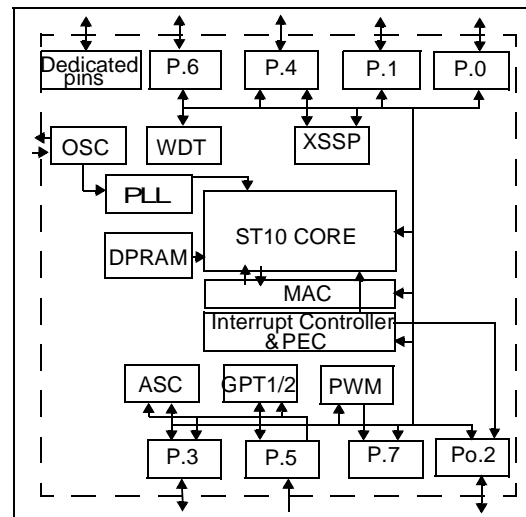 Dedicated
pins
P.6
P.4
P.1
P.0
OSC
WDT
XSSP
PLL
ST10 CORE
DPRAM
MAC
Interrupt Controller
& PEC
ASC
GPT1/2
PWM
P.3
P.5
P.7
Po.2